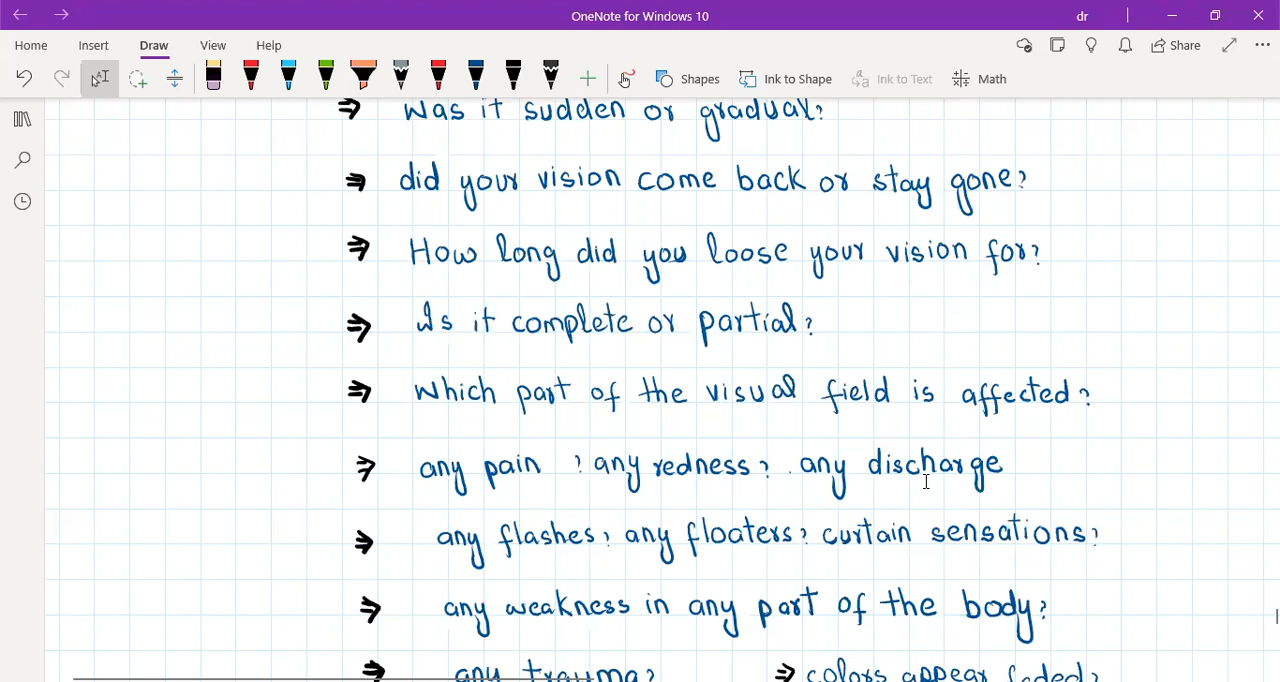 OneNote for Windows 10
dr
Home Insert Draw View Help
Share
Shapes Ink to Shape Ink to Text Math
⇒ Was it sudden or gradual?
⇒ did your vision come back or stay gone?
⇒ How long did you loose your vision for?
⇒ Is it complete or partial?
⇒ Which part of the visual field is affected?
⇒ any pain ? any redness? any discharge
⇒ any flashes? any floaters? curtain sensations?
⇒ any weakness in any part of the body?
⇒ any trauma? ⇒ colors appear faded?